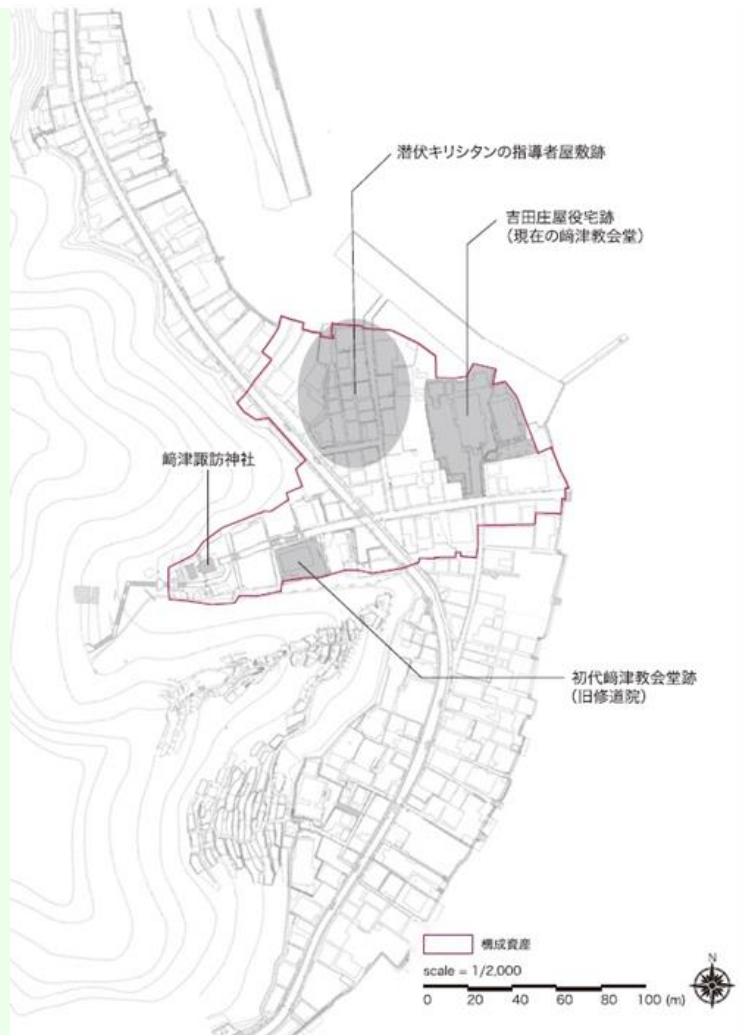 潜伏キリシタンの指導者屋敷跡
吉田庄屋役宅跡
(現在の﨑津教会堂)
﨑津諏訪神社
初代﨑津教会堂跡
(旧修道院)
構成資産
scale = 1/2,000
0 20 40 60 80 100 (m)
N